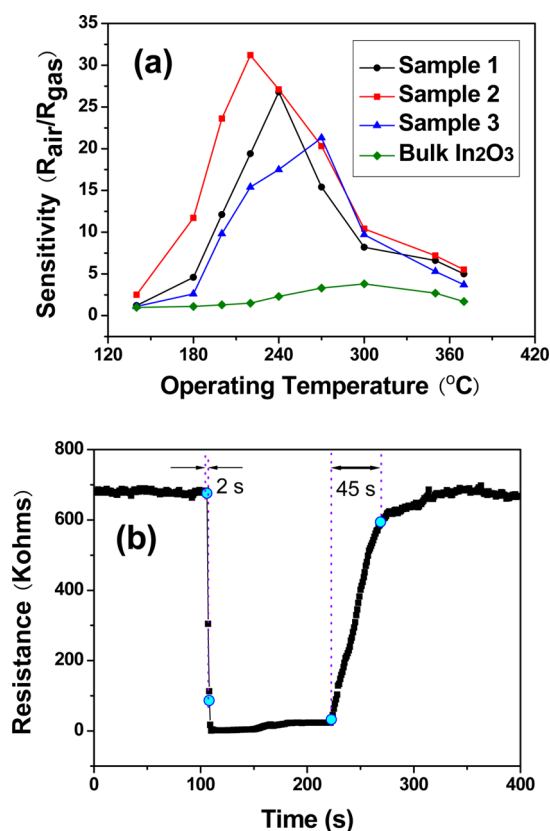 (a)
Sample 1
Sample 2
Sample 3
Bulk In2O3
Sensitivity (Rair/Rgas)
35
30
25
20
15
10
5
0
120 180 240 300 360 420
Operating Temperature (°C)
(b)
2 s
45 s
Resistance (Kohms)
800
600
400
200
0
0 100 200 300 400
Time (s)